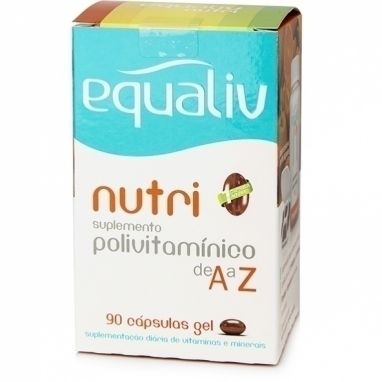 equaliv
nutri
suplemento
polivitamínico
de A a Z
90 cápsulas gel
suplementação diária de vitaminas e minerais